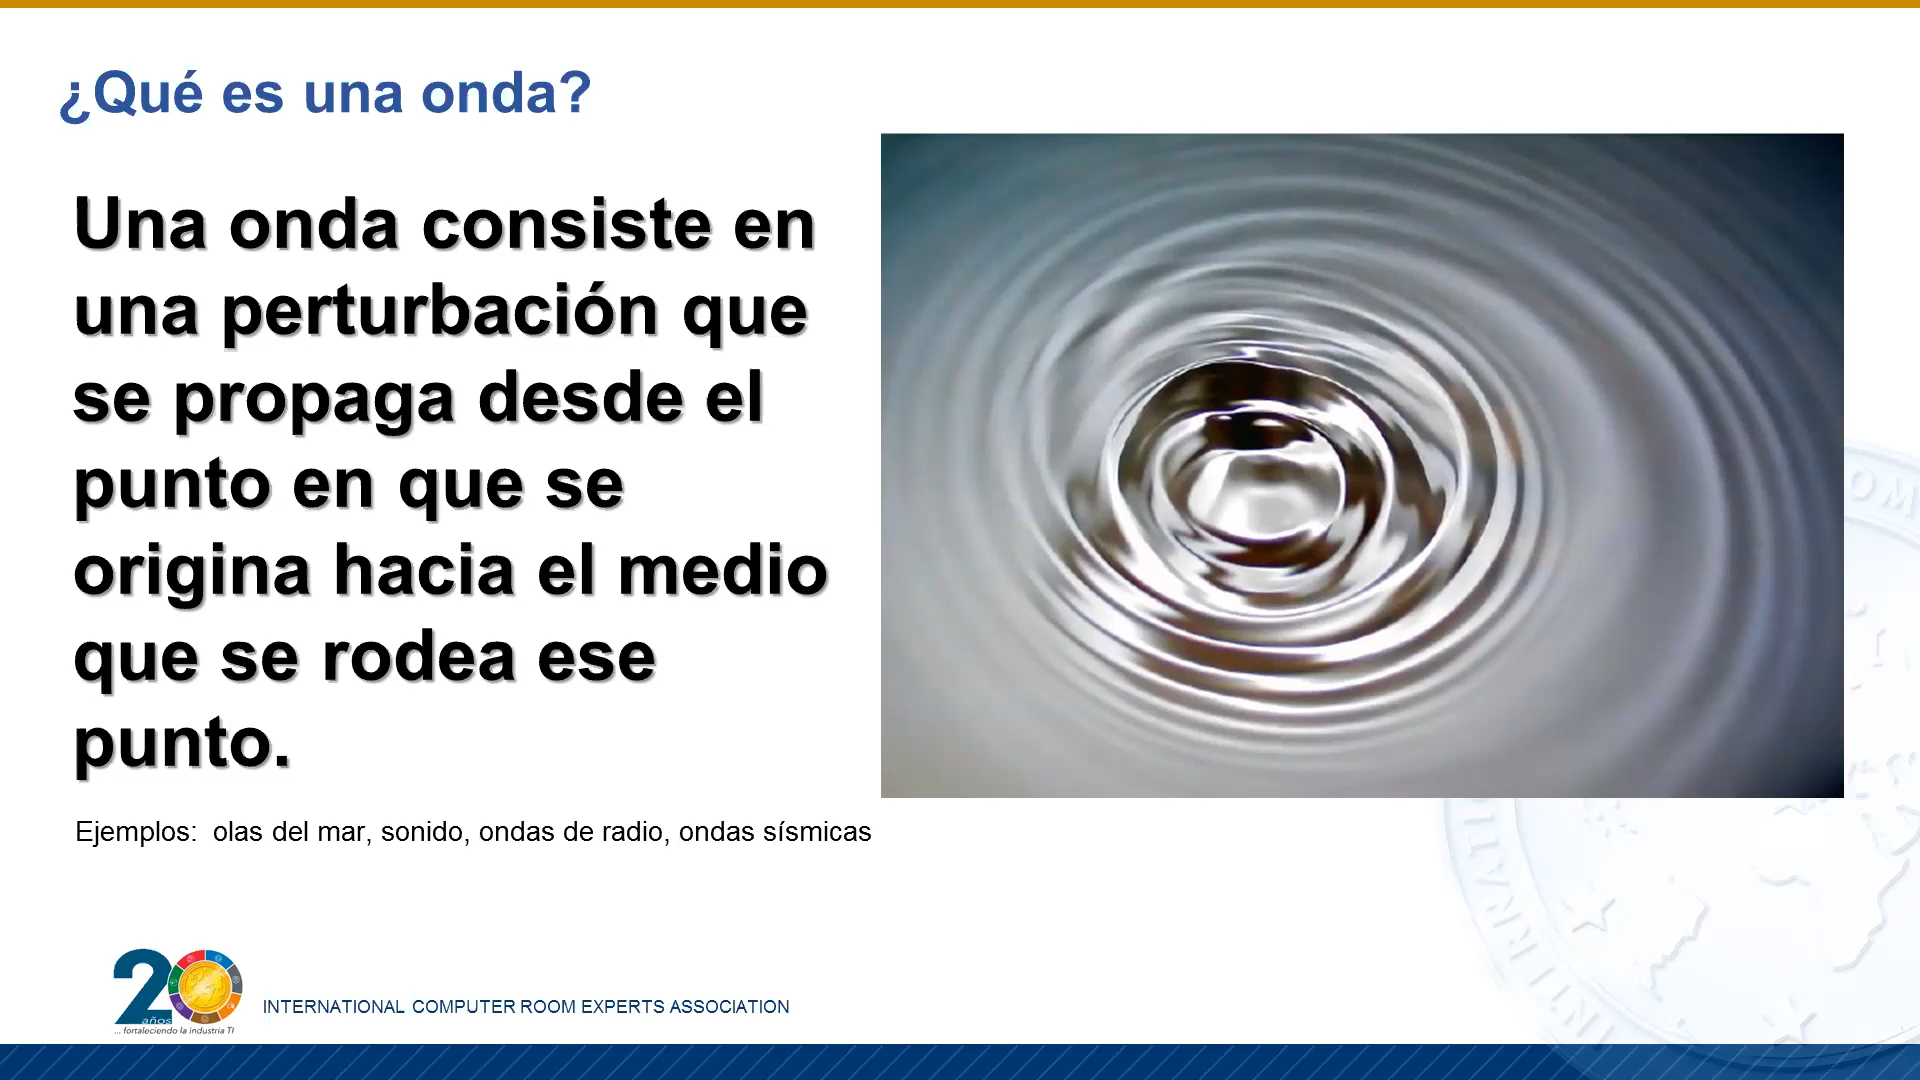 ¿Qué es una onda?
Una onda consiste en
una perturbación que
se propaga desde el
punto en que se
origina hacia el medio
que se rodea ese
punto.
Ejemplos:  olas del mar, sonido, ondas de radio, ondas sísmicas
20
años
... fortaleciendo la industria TI
INTERNATIONAL COMPUTER ROOM EXPERTS ASSOCIATION